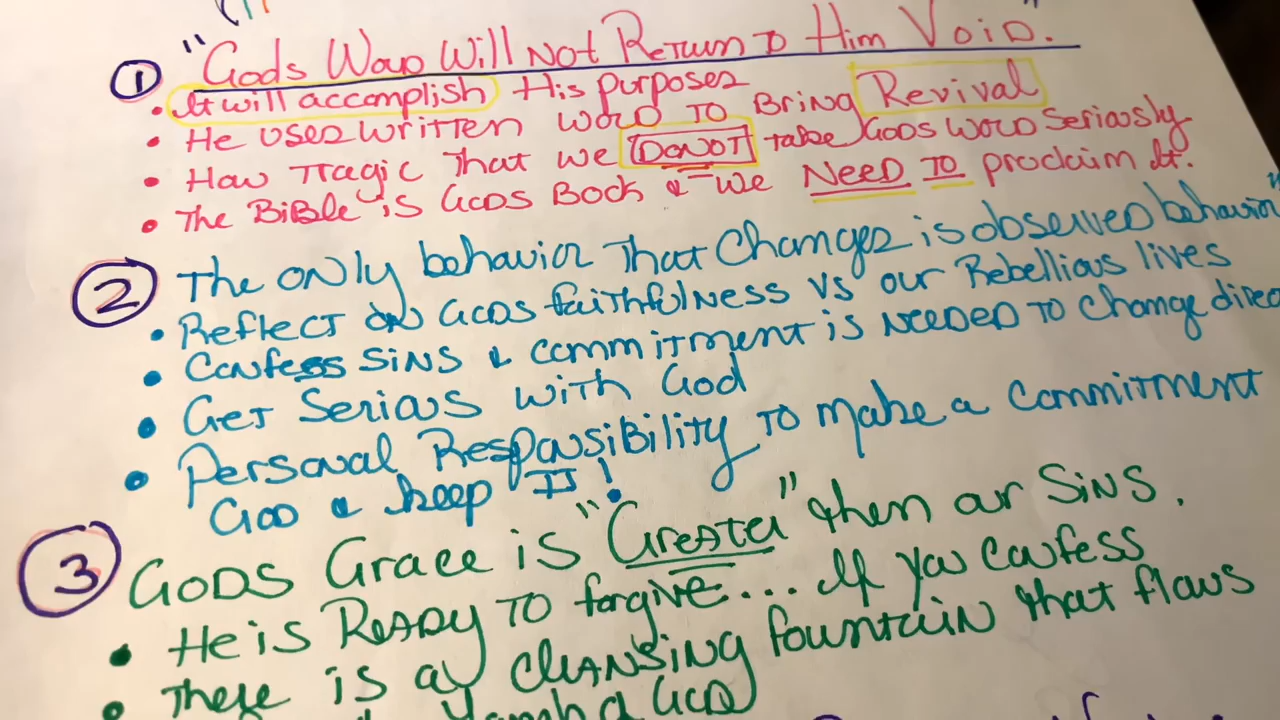 ① "Gods Word Will Not Return To Him Void."
• It will accomplish His purposes
• He uses written word to Bring Revival
• How Tragic That we DO NOT take Gods word Seriously
• The BiBle is Gods Book & we Need To proclaim It.
② The only behavior That Changes is observed behavior"
• Reflect on Gods faithfulness vs our Rebellious lives
• Confess SiNS & commitment is Needed To Change direc
• Get Serious with God
• Personal Responsibility To make a Commitment
God & keep IT!
③ GODS Grace is "Greater" then our SiNS.
• He is Ready To forgive... If you Confess
• There is a CleANSiNg fountain that flows
Lamb of God